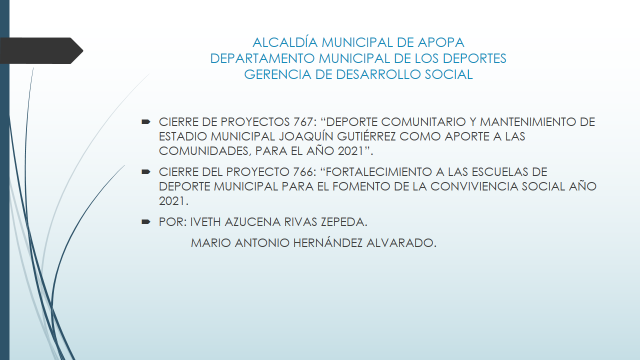 ALCALDÍA MUNICIPAL DE APOPA
DEPARTAMENTO MUNICIPAL DE LOS DEPORTES
GERENCIA DE DESARROLLO SOCIAL
CIERRE DE PROYECTOS 767: “DEPORTE COMUNITARIO Y MANTENIMIENTO DE
ESTADIO MUNICIPAL JOAQUÍN GUTIÉRREZ COMO APORTE A LAS
COMUNIDADES, PARA EL AÑO 2021”.
CIERRE DEL PROYECTO 766: “FORTALECIMIENTO A LAS ESCUELAS DE
DEPORTE MUNICIPAL PARA EL FOMENTO DE LA CONVIVIENCIA SOCIAL AÑO
2021.
POR: IVETH AZUCENA RIVAS ZEPEDA.
MARIO ANTONIO HERNÁNDEZ ALVARADO.